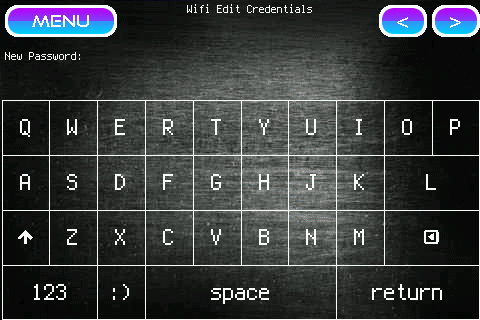 Wifi Edit Credentials
MENU < >
New Password:
Q W E R T Y U I O P
A S D F G H J K L
Z X C V B N M
123 :) space return